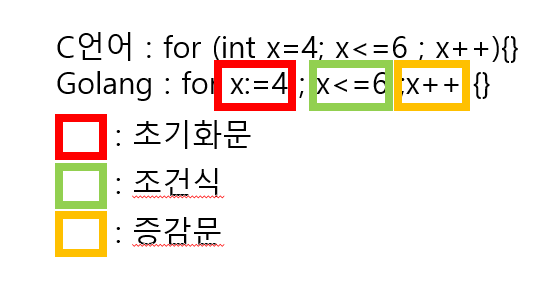 C언어 : for (int x=4; x<=6 ; x++){}
Golang : for x:=4 ; x<=6 ;x++ {}
: 초기화문
: 조건식
: 증감문